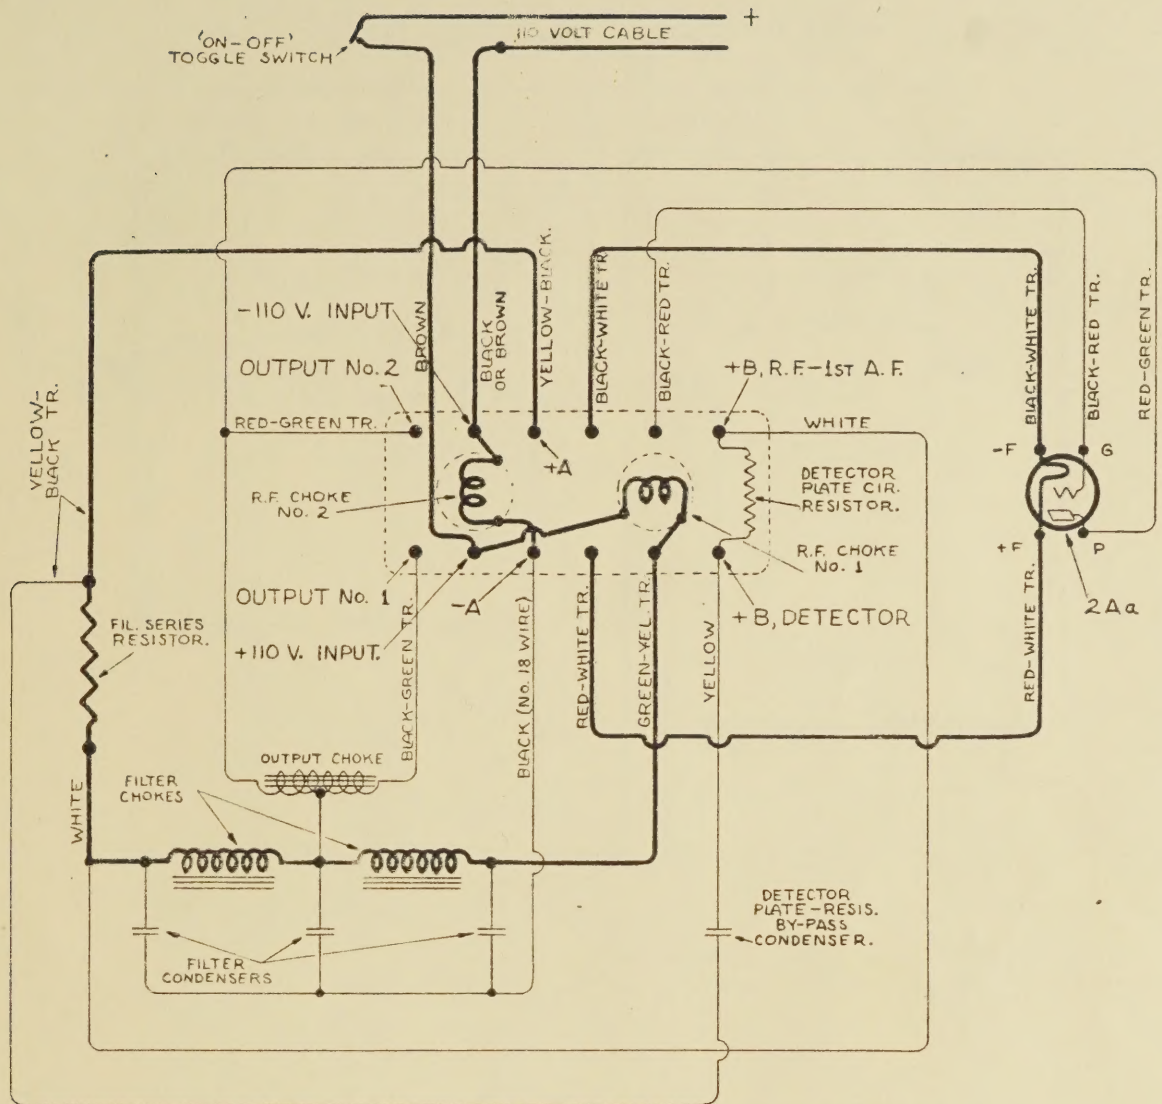 +
'ON-OFF'
TOGGLE SWITCH
110 VOLT CABLE
-110 V. INPUT
BROWN
BLACK
OR BROWN
YELLOW-BLACK.
BLACK-WHITE TR.
BLACK-RED TR.
BLACK-WHITE TR.
BLACK-RED TR.
RED-GREEN TR.
OUTPUT No. 2
+B, R.F.-1ST A.F.
RED-GREEN TR.
WHITE
YELLOW-
BLACK TR.
+A
-F
G
R.F. CHOKE
No. 2
DETECTOR
PLATE CIR.
RESISTOR.
+F
P
R.F. CHOKE
No. 1
OUTPUT No. 1
-A
+B, DETECTOR
2Aa
FIL. SERIES
RESISTOR.
+110 V. INPUT.
BLACK-GREEN TR.
BLACK (No. 18 WIRE)
RED-WHITE TR.
GREEN-YEL. TR.
YELLOW
RED-WHITE TR.
OUTPUT CHOKE
WHITE
FILTER
CHOKES
DETECTOR
PLATE-RESIS.
BY-PASS
CONDENSER.
FILTER
CONDENSERS